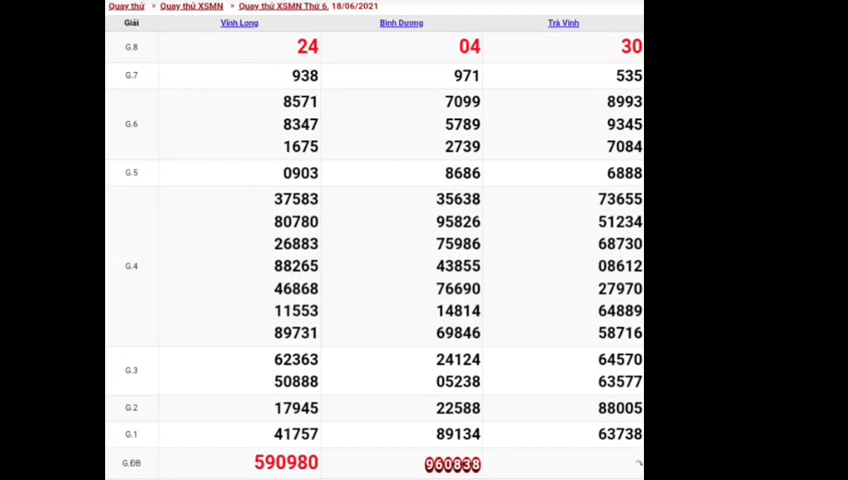 Quay thử » Quay thử XSMN » Quay thử XSMN Thứ 6, 18/06/2021
Giải Vĩnh Long Bình Dương Trà Vinh
G.8 24 04 30
G.7 938 971 535
8571 7099 8993
G.6 8347 5789 9345
1675 2739 7084
G.5 0903 8686 6888
37583 35638 73655
80780 95826 51234
26883 75986 68730
G.4 88265 43855 08612
46868 76690 27970
11553 14814 64889
89731 69846 58716
G.3 62363 24124 64570
50888 05238 63577
G.2 17945 22588 88005
G.1 41757 89134 63738
G.ĐB 590980 960838